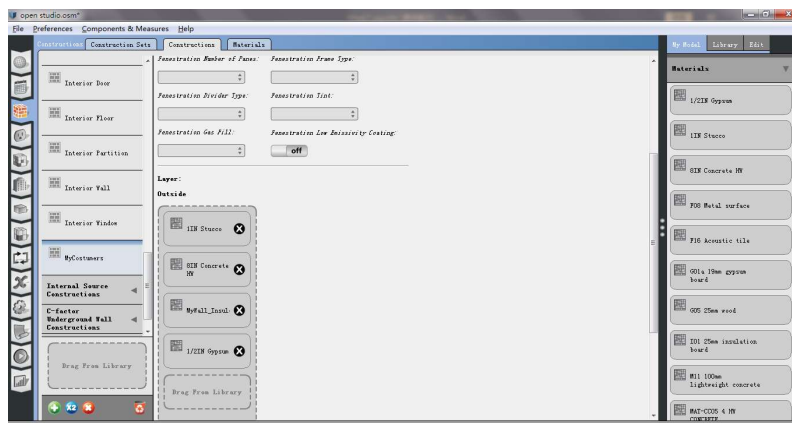 open studio.osm*
File Preferences Components & Measures Help
Constructions Construction Sets Constructions Materials
My Model Library Edit
Interior Door
Interior Floor
Interior Partition
Interior Wall
Interior Window
MyCostumers
Internal Source
Constructions
C-factor
Underground Wall
Constructions
Drag From Library
X2
Fenestration Number of Panes: Fenestration Frame Type:
Fenestration Divider Type: Fenestration Tint:
Fenestration Gas Fill: Fenestration Low Emissivity Coating:
off
Layer:
Outside
1IN Stucco
8IN Concrete
HW
MyWall_Insul
1/2IN Gypsum
Drag From Library
Materials
1/2IN Gypsum
1IN Stucco
8IN Concrete HW
F08 Metal surface
F16 Acoustic tile
G01a 19mm gypsum
board
G05 25mm wood
I01 25mm insulation
board
M11 100mm
lightweight concrete
MAT-CC05 4 HW
CONCRETE